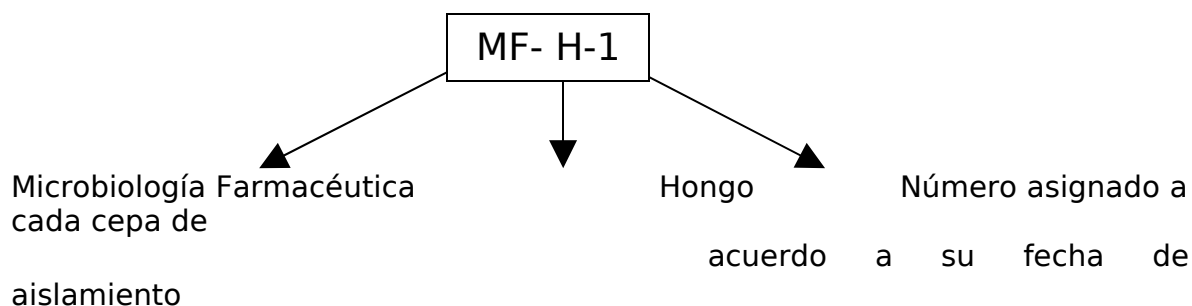 MF- H-1
Microbiología Farmacéutica Hongo Número asignado a
cada cepa de
acuerdo a su fecha de
aislamiento